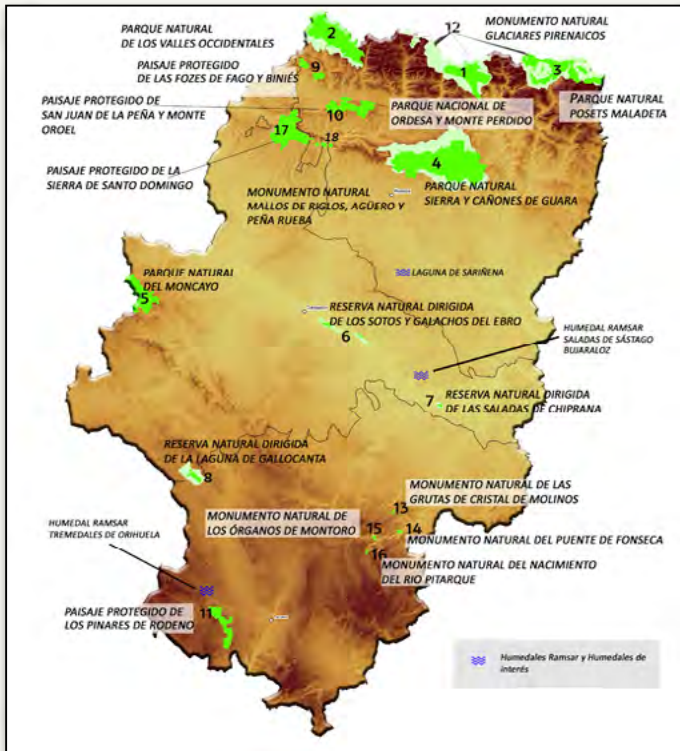 12
PARQUE NATURAL
DE LOS VALLES OCCIDENTALES
2
MONUMENTO NATURAL
GLACIARES PIRENAICOS
9
1
3
PAISAJE PROTEGIDO
DE LAS FOZES DE FAGO Y BINIÉS
PAISAJE PROTEGIDO DE
SAN JUAN DE LA PEÑA Y MONTE
OROEL
10
PARQUE NACIONAL DE
ORDESA Y MONTE PERDIDO
PARQUE NATURAL
POSETS MALADETA
17
18
4
PAISAJE PROTEGIDO DE LA
SIERRA DE SANTO DOMINGO
MONUMENTO NATURAL
MALLOS DE RIGLOS, AGÜERO Y
PEÑA RUEBA
PARQUE NATURAL
SIERRA Y CAÑONES DE GUARA
PARQUE NATURAL
DEL MONCAYO
5
LAGUNA DE SARIÑENA
RESERVA NATURAL DIRIGIDA
DE LOS SOTOS Y GALACHOS DEL EBRO
6
HUMEDAL RAMSAR
SALADAS DE SÁSTAGO
BUJARALOZ
7
RESERVA NATURAL DIRIGIDA
DE LAS SALADAS DE CHIPRANA
RESERVA NATURAL DIRIGIDA
DE LA LAGUNA DE GALLOCANTA
8
MONUMENTO NATURAL DE LAS
GRUTAS DE CRISTAL DE MOLINOS
13
MONUMENTO NATURAL DE
LOS ÓRGANOS DE MONTORO
15
14
MONUMENTO NATURAL DEL PUENTE DE FONSECA
16
MONUMENTO NATURAL DEL NACIMIENTO
DEL RIO PITARQUE
HUMEDAL RAMSAR
TREMEDALES DE ORIHUELA
PAISAJE PROTEGIDO DE
LOS PINARES DE RODENO
11
Humedales Ramsar y Humedales de
interés